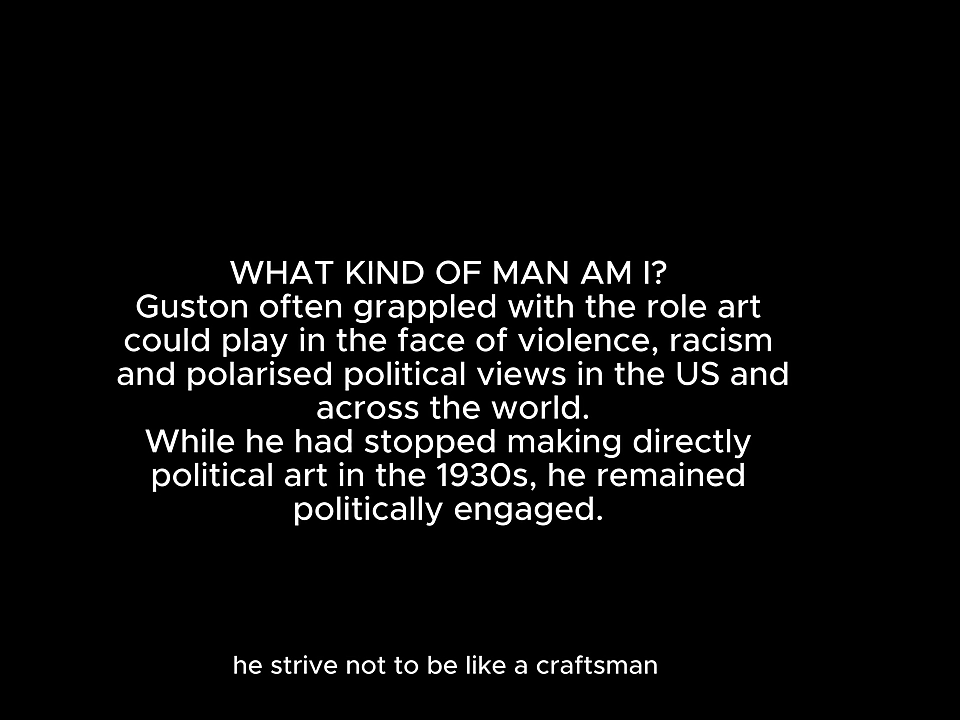 WHAT KIND OF MAN AM I?
Guston often grappled with the role art
could play in the face of violence, racism
and polarised political views in the US and
across the world.
While he had stopped making directly
political art in the 1930s, he remained
politically engaged.
he strive not to be like a craftsman